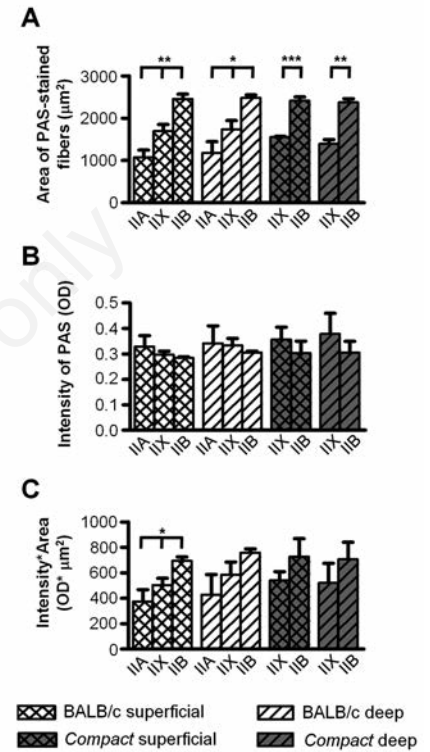 A
** * *** **
Area of PAS-stained fibers (μm²)
3000
2000
1000
0
IIA IIX IIB IIA IIX IIB IIX IIB IIX IIB
only
B
Intensity of PAS (OD)
0.5
0.4
0.3
0.2
0.1
0.0
IIA IIX IIB IIA IIX IIB IIX IIB IIX IIB
C
*
Intensity*Area (OD* μm²)
1000
800
600
400
200
0
IIA IIX IIB IIA IIX IIB IIX IIB IIX IIB
BALB/c superficial BALB/c deep
Compact superficial Compact deep